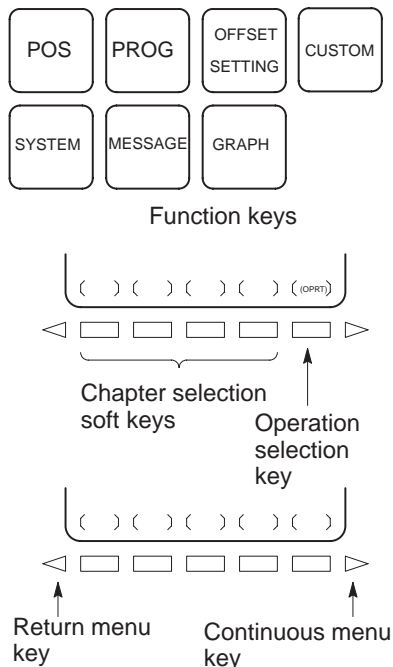 POS PROG OFFSET SETTING CUSTOM
SYSTEM MESSAGE GRAPH
Function keys
( ) ( ) ( ) ( ) ( (OPRT) )
Chapter selection
soft keys
Operation
selection
key
( ) ( ) ( ) ( ) ( )
Return menu
key
Continuous menu
key